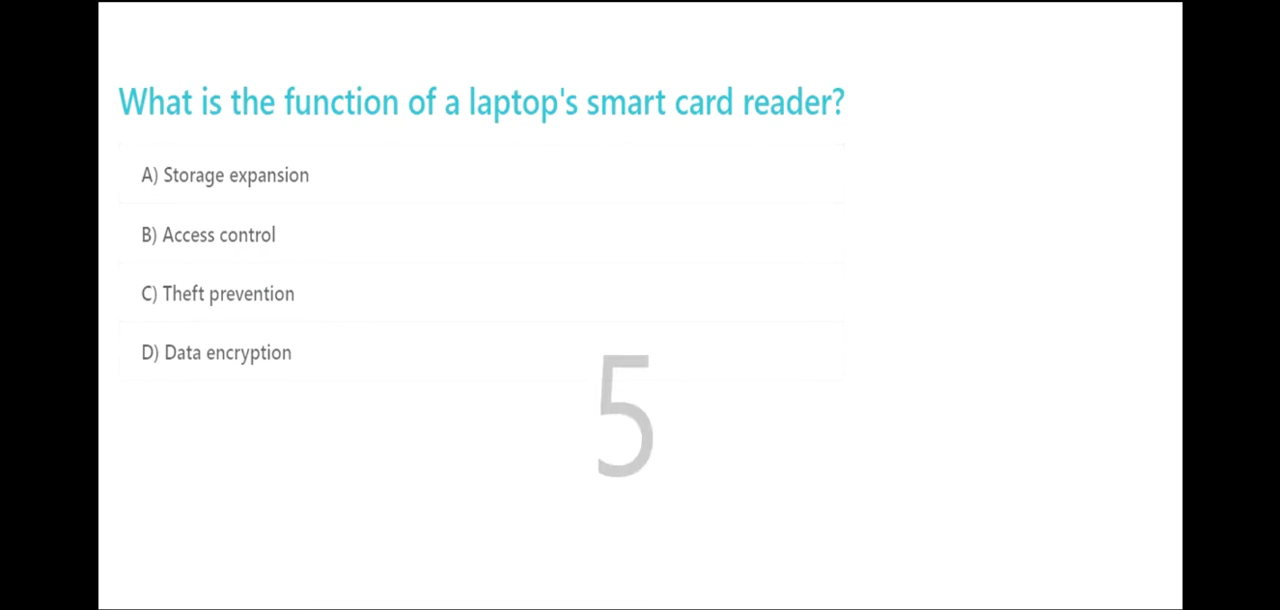 What is the function of a laptop's smart card reader?
A) Storage expansion
B) Access control
C) Theft prevention
D) Data encryption
5